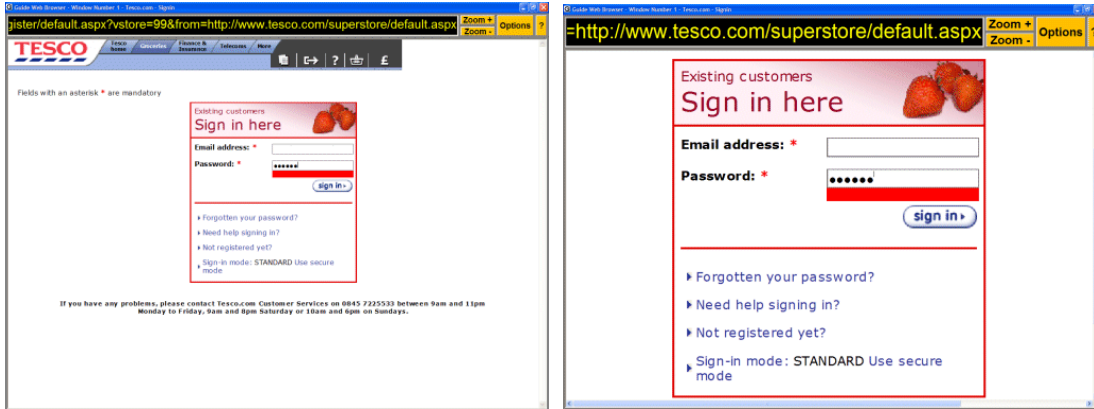 Guide Web Browser - Window Number 1 - Tesco.com - Signin
gister/default.aspx?vstore=99&from=http://www.tesco.com/superstore/default.aspx
Zoom +
Zoom -
Options
?
TESCO
Tesco home
Groceries
Finance & Insurance
Telecoms
More
?
£
Fields with an asterisk * are mandatory
Existing customers
Sign in here
Email address: *
Password: *
••••••
sign in
Forgotten your password?
Need help signing in?
Not registered yet?
Sign-in mode: STANDARD Use secure
mode
If you have any problems, please contact Tesco.com Customer Services on 0845 7225533 between 9am and 11pm
Monday to Friday, 9am and 8pm Saturday or 10am and 6pm on Sundays.
Guide Web Browser - Window Number 1 - Tesco.com - Signin
=http://www.tesco.com/superstore/default.aspx
Zoom +
Zoom -
Options
?
Existing customers
Sign in here
Email address: *
Password: *
••••••
sign in
Forgotten your password?
Need help signing in?
Not registered yet?
Sign-in mode: STANDARD Use secure
mode